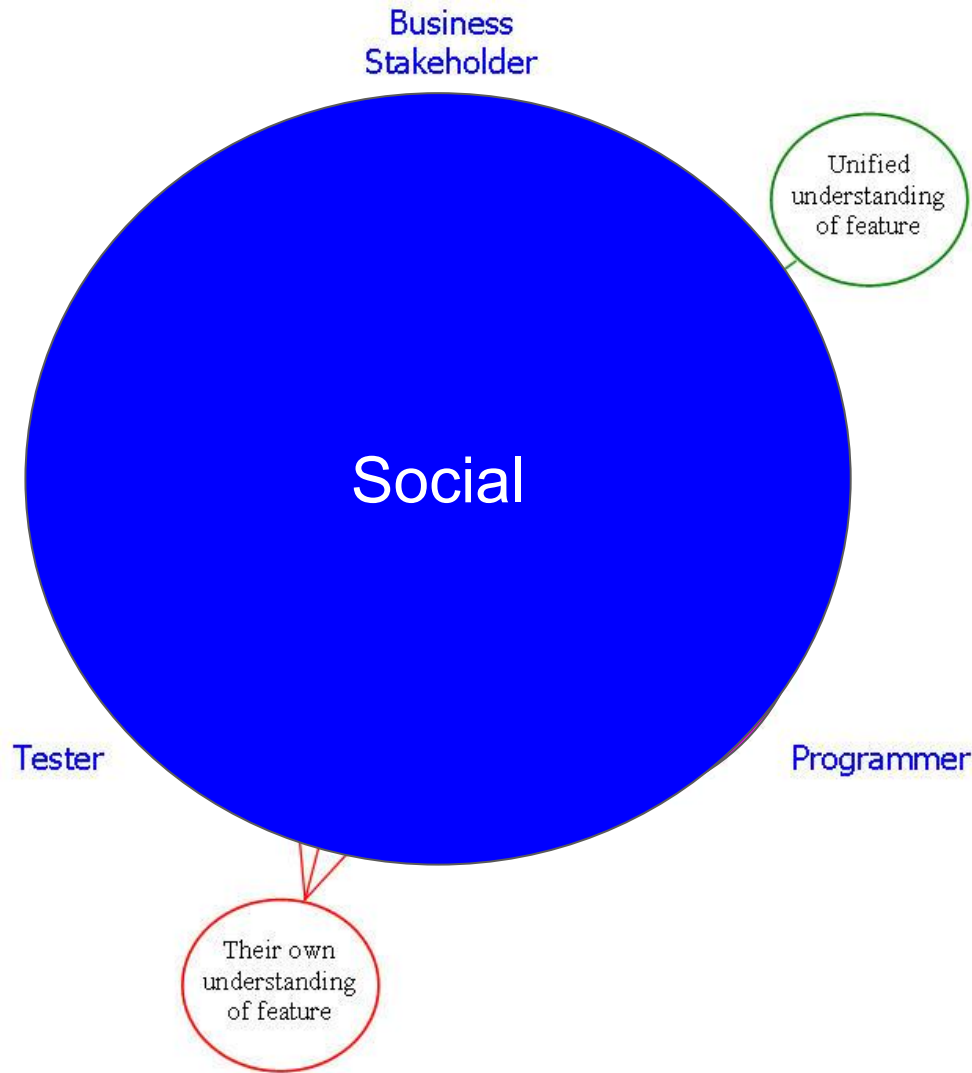 Business
Stakeholder
Unified
understanding
of feature
Social
Tester
Programmer
Their own
understanding
of feature